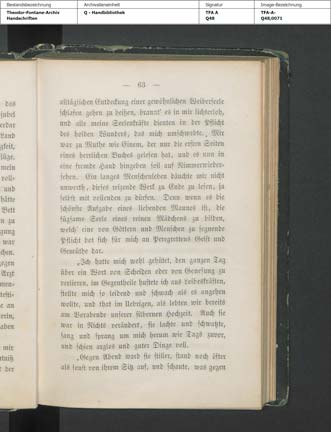 Bestandsbezeichnung
Theodor-Fontane-Archiv
Handschriften
Archivalieneinheit
Q - Handbibliothek
Signatur
TFA A
Q48
Image-Bezeichnung
TFA-A-
Q48,0071
— 63 —
alltäglichen Entdeckung einer gewöhnlichen Weiberseele
schlafen gehen zu heißen, brannt' es in mir lichterloh,
und alle meine Seelenkräfte dienten in der Pflicht
des holden Wunders, das mich umschwebte. Mir
war zu Muthe wie Einem, der nur die ersten Seiten
eines herrlichen Buches gelesen hat, und es nun in
eine fremde Hand hingeben soll auf Nimmerwieder-
sehen. Ein langes Menschenleben däuchte mir nicht
unwerth, dieses reizende Werk zu Ende zu lesen, ja
selbst mit vollenden zu dürfen. Denn wenn es die
schönste Aufgabe eines liebenden Mannes ist, die
fügsame Seele eines reinen Mädchens zu bilden,
welch' eine von Göttern und Menschen zu segnende
Pflicht bot sich für mich an Peregrettens Geist und
Gemüthe dar.
„Ich hatte mich wohl gehütet, den ganzen Tag
über ein Wort von Scheiden oder von Genesung zu
verlieren, im Gegentheile stellte ich aus Leibeskräften,
stellte mich so leidend und schwach als es angehen
wollte, und that im Uebrigen, als lebten wir bereits
am Vorabende unserer silbernen Hochzeit. Auch sie
war in Nichts verändert, sie lachte und schwatzte,
sang und sprang um mich herum wie Tags zuvor,
und schien arglos und guter Dinge voll.
„Gegen Abend ward sie stiller, stand noch öfter
als sonst von ihrem Sitz auf, und schaute, was gegen